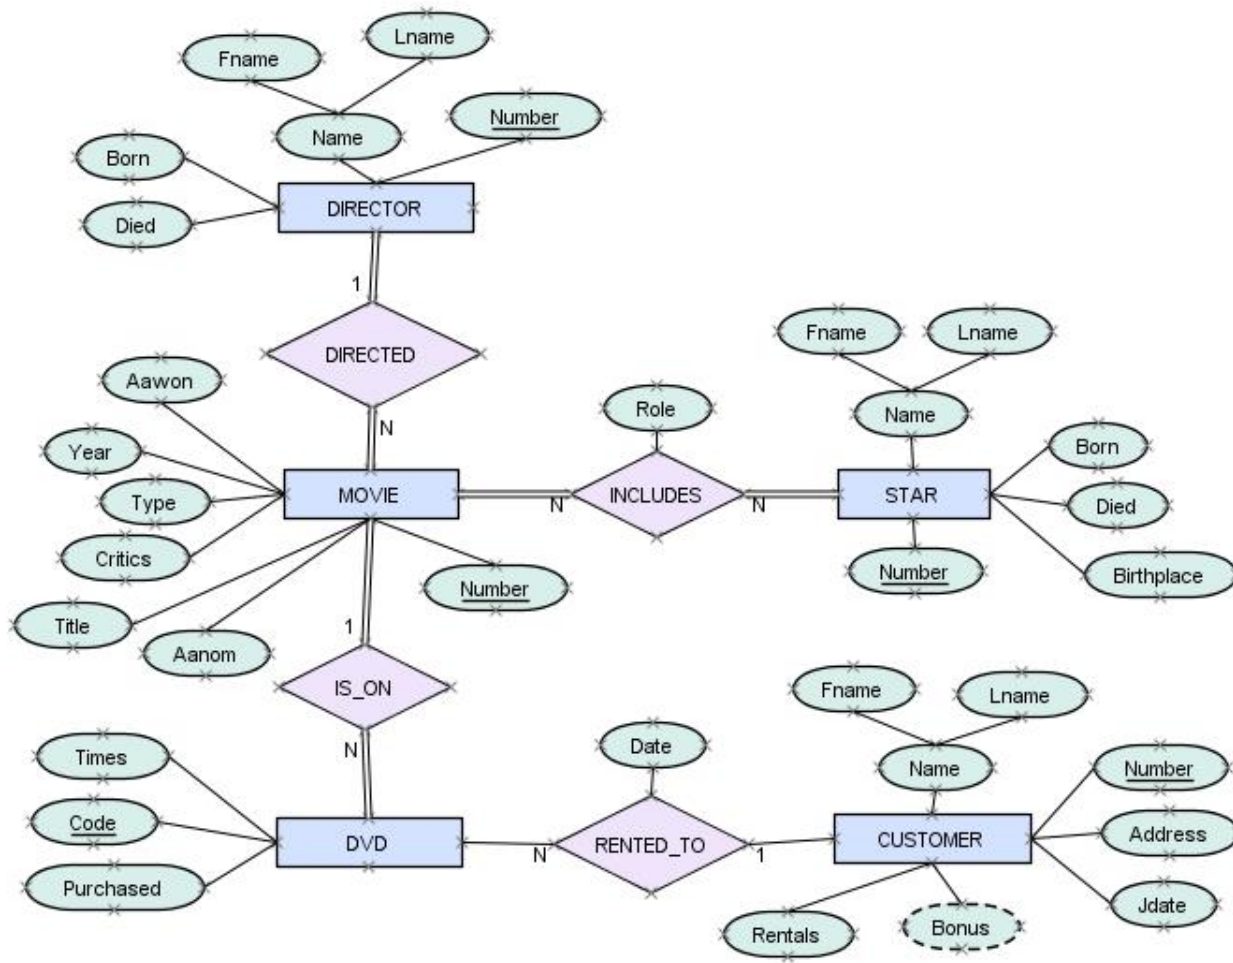 Lname
Fname
Number
Name
Born
DIRECTOR
Died
1
DIRECTED
Fname
Lname
Aawon
Role
Name
N
Born
Year
MOVIE
N
INCLUDES
N
STAR
Type
Died
Critics
Number
Number
Birthplace
Title
1
Aanom
IS_ON
Fname
Lname
N
Times
Date
Name
Number
Code
DVD
N
RENTED_TO
1
CUSTOMER
Address
Purchased
Jdate
Rentals
Bonus